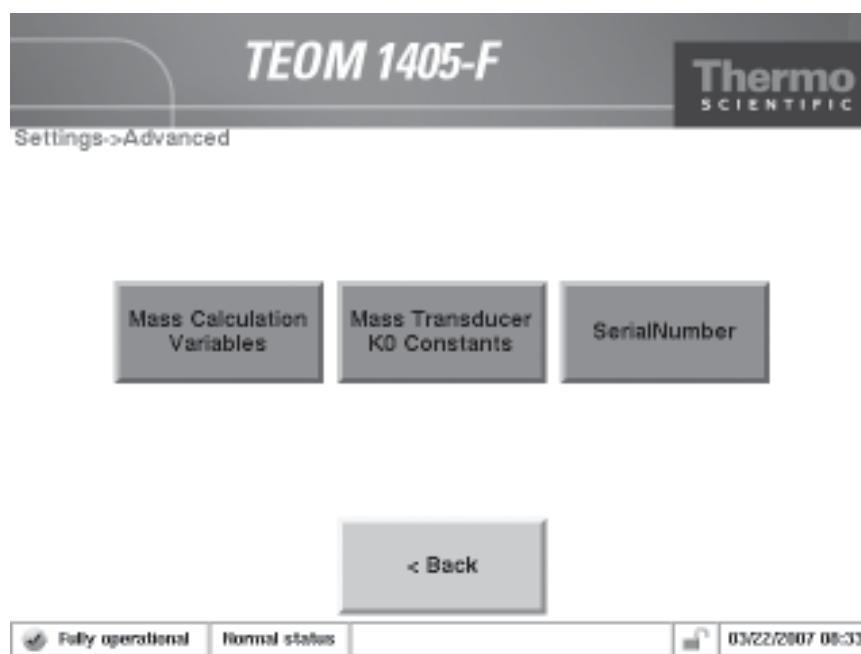 TEOM 1405-F
Thermo
SCIENTIFIC
Settings->Advanced
Mass Calculation
Variables
Mass Transducer
K0 Constants
SerialNumber
< Back
Fully operational
Normal status
03/22/2007 08:33